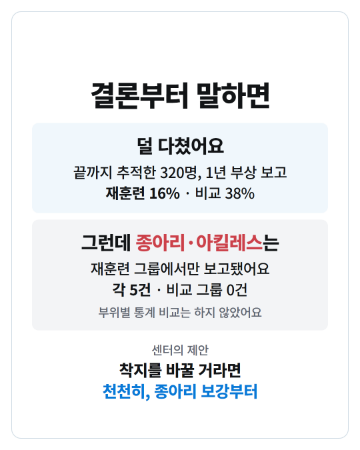 결론부터 말하면
덜 다쳤어요
끝까지 추적한 320명, 1년 부상 보고
재훈련 16% · 비교 38%
그런데 종아리·아킬레스는
재훈련 그룹에서만 보고됐어요
각 5건 · 비교 그룹 0건
부위별 통계 비교는 하지 않았어요
센터의 제안
착지를 바꿀 거라면
천천히, 종아리 보강부터